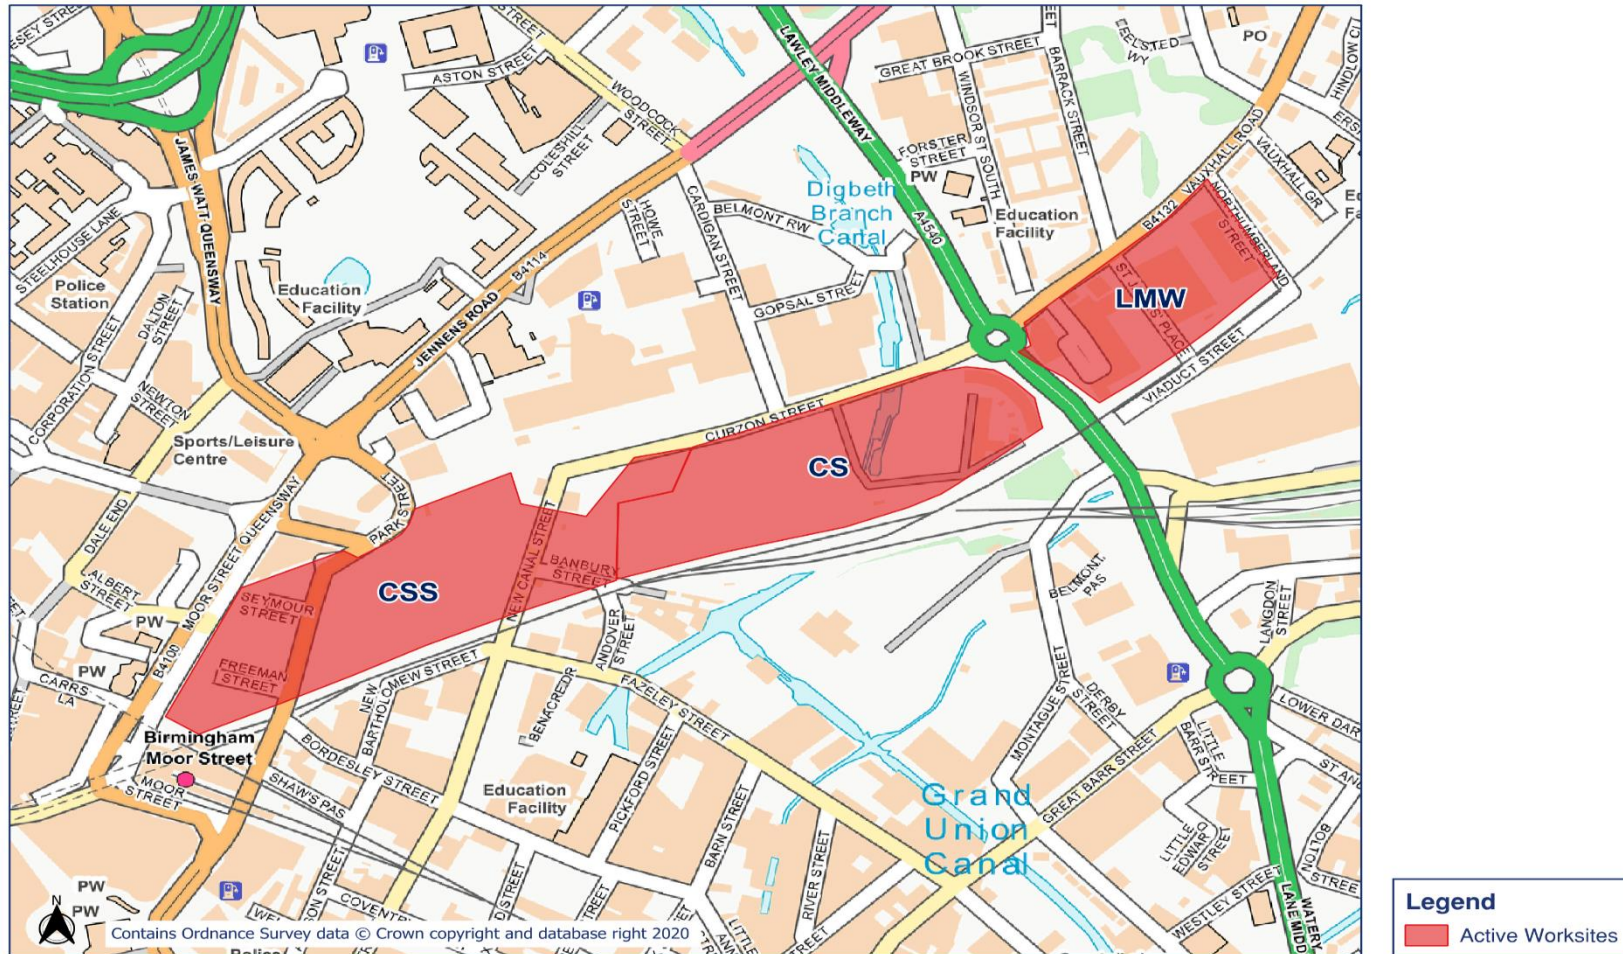 ASTON STREET
WOODCOCK
STREET
COLESHILL
STREET
LAWLEY MIDDLEWAY
GREAT BROOK STREET
WINDSOR ST SOUTH
BARRACK STREET
PO
JAMES WATT QUEENSWAY
STEELHOUSE LANE
Police
Station
DALTON
STREET
CORPORATION STREET
NEWTON
STREET
Education
Facility
JENNENS ROAD
B4114
HOWE
STREET
CARDIGAN STREET
BELMONT RW
Digbeth
Branch
Canal
GOPSAL STREET
A4540
FORSTER
STREET
PW
Education
Facility
B4132
VAUXHALL ROAD
VAUXHALL GR
NORTHUMBERLAND
STREET
LMW
VIADUCT STREET
Sports/Leisure
Centre
DALE END
MOOR STREET QUEENSWAY
PARK STREET
CURZON STREET
CS
NEW CANAL STREET
BANBURY
STREET
CSS
SEYMOUR
STREET
FREEMAN
STREET
ALBERT
STREET
PW
PW
CARRS
LA
B4100
Birmingham
Moor Street
MOOR
STREET
SHAW'S PAS
BORDESLEY STREET
NEW
BARTHOLOMEW STREET
ANDOVER
STREET
BENACRE DR
FAZELEY STREET
PICKFORD STREET
Education
Facility
BARN STREET
RIVER STREET
BELMONT
PAS
MONTAGUE STREET
DERBY
STREET
LANGDON
STREET
LOWER DAR
LITTLE
BARR STREET
GREAT BARR STREET
LITTLE
EDWARD
STREET
Grand
Union
Canal
WESTLEY STREET
WATERY
LANE MIDD
PW
PW
N
Contains Ordnance Survey data © Crown copyright and database right 2020
Legend
Active Worksites